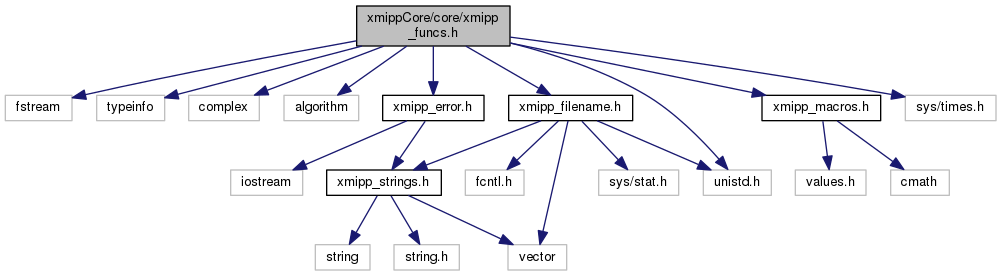 xmippCore/core/xmipp
_funcs.h
fstream
typeinfo
complex
algorithm
xmipp_error.h
xmipp_filename.h
xmipp_macros.h
sys/times.h
iostream
xmipp_strings.h
fcntl.h
sys/stat.h
unistd.h
values.h
cmath
string
string.h
vector